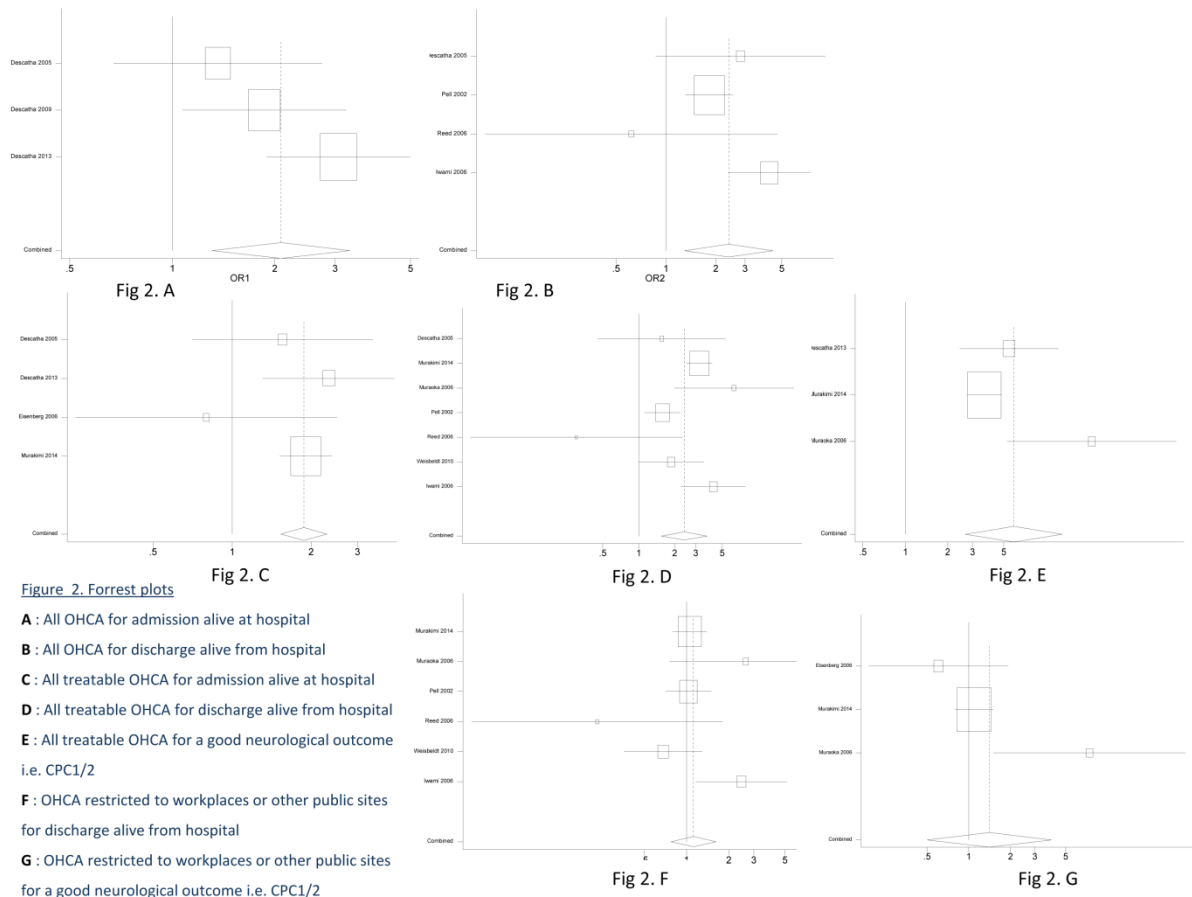 Descatha 2005
Descatha 2009
Descatha 2013
Combined
.5 1 2 3 5
OR1
Fig 2. A
Descatha 2005
Pell 2002
Reed 2006
Iwami 2006
Combined
.5 1 2 3 5
OR2
Fig 2. B
Descatha 2005
Descatha 2013
Eisenberg 2006
Murakimi 2014
Combined
.5 1 2 3
Fig 2. C
Descatha 2005
Murakimi 2014
Muraoka 2006
Pell 2002
Reed 2006
Weisbeldt 2010
Iwami 2006
Combined
.5 1 2 3 5
Fig 2. D
escatha 2013
Murakimi 2014
Muraoka 2006
Combined
.5 1 2 3 5
Fig 2. E
Figure 2. Forrest plots
A : All OHCA for admission alive at hospital
B : All OHCA for discharge alive from hospital
C : All treatable OHCA for admission alive at hospital
D : All treatable OHCA for discharge alive from hospital
E : All treatable OHCA for a good neurological outcome
i.e. CPC1/2
F : OHCA restricted to workplaces or other public sites
for discharge alive from hospital
G : OHCA restricted to workplaces or other public sites
for a good neurological outcome i.e. CPC1/2
Murakimi 2014
Muraoka 2006
Pell 2002
Reed 2006
Weisbeldt 2010
Iwami 2006
Combined
2 3 5
Fig 2. F
Eisenberg 2006
Murakimi 2014
Muraoka 2006
Combined
.5 1 2 3 5
Fig 2. G